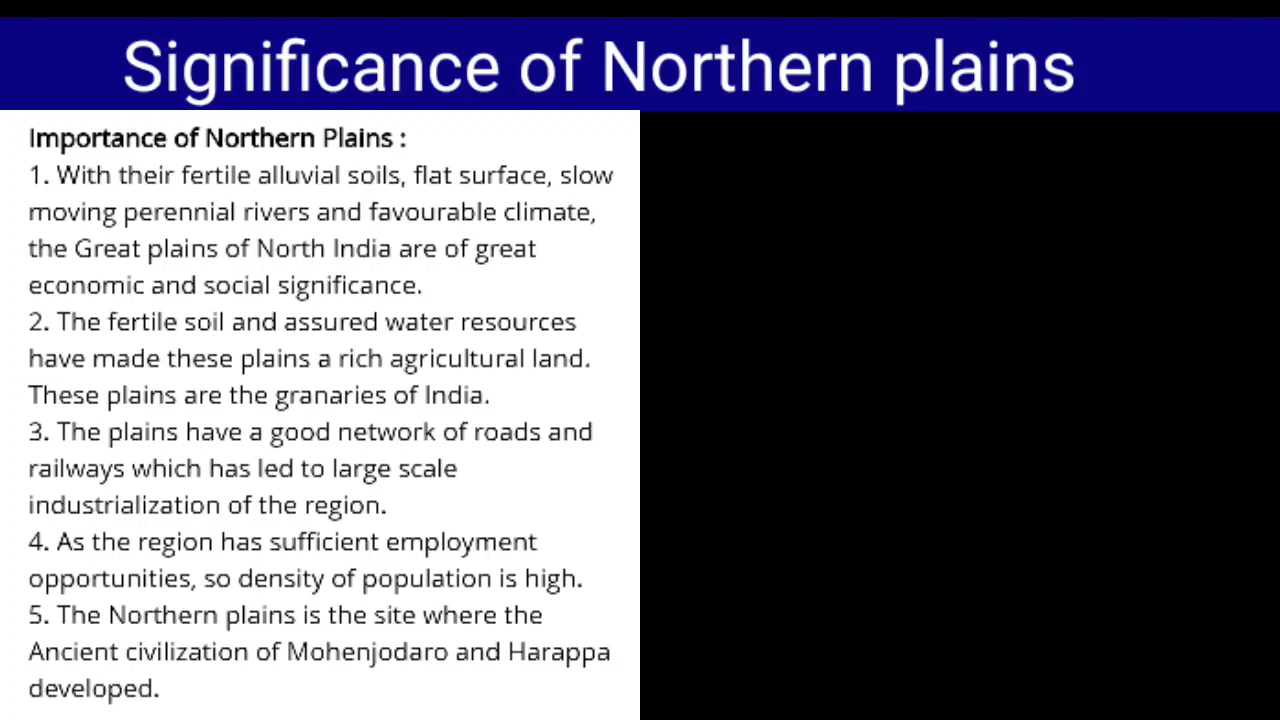 Significance of Northern plains
Importance of Northern Plains :
1. With their fertile alluvial soils, flat surface, slow
moving perennial rivers and favourable climate,
the Great plains of North India are of great
economic and social significance.
2. The fertile soil and assured water resources
have made these plains a rich agricultural land.
These plains are the granaries of India.
3. The plains have a good network of roads and
railways which has led to large scale
industrialization of the region.
4. As the region has sufficient employment
opportunities, so density of population is high.
5. The Northern plains is the site where the
Ancient civilization of Mohenjodaro and Harappa
developed.